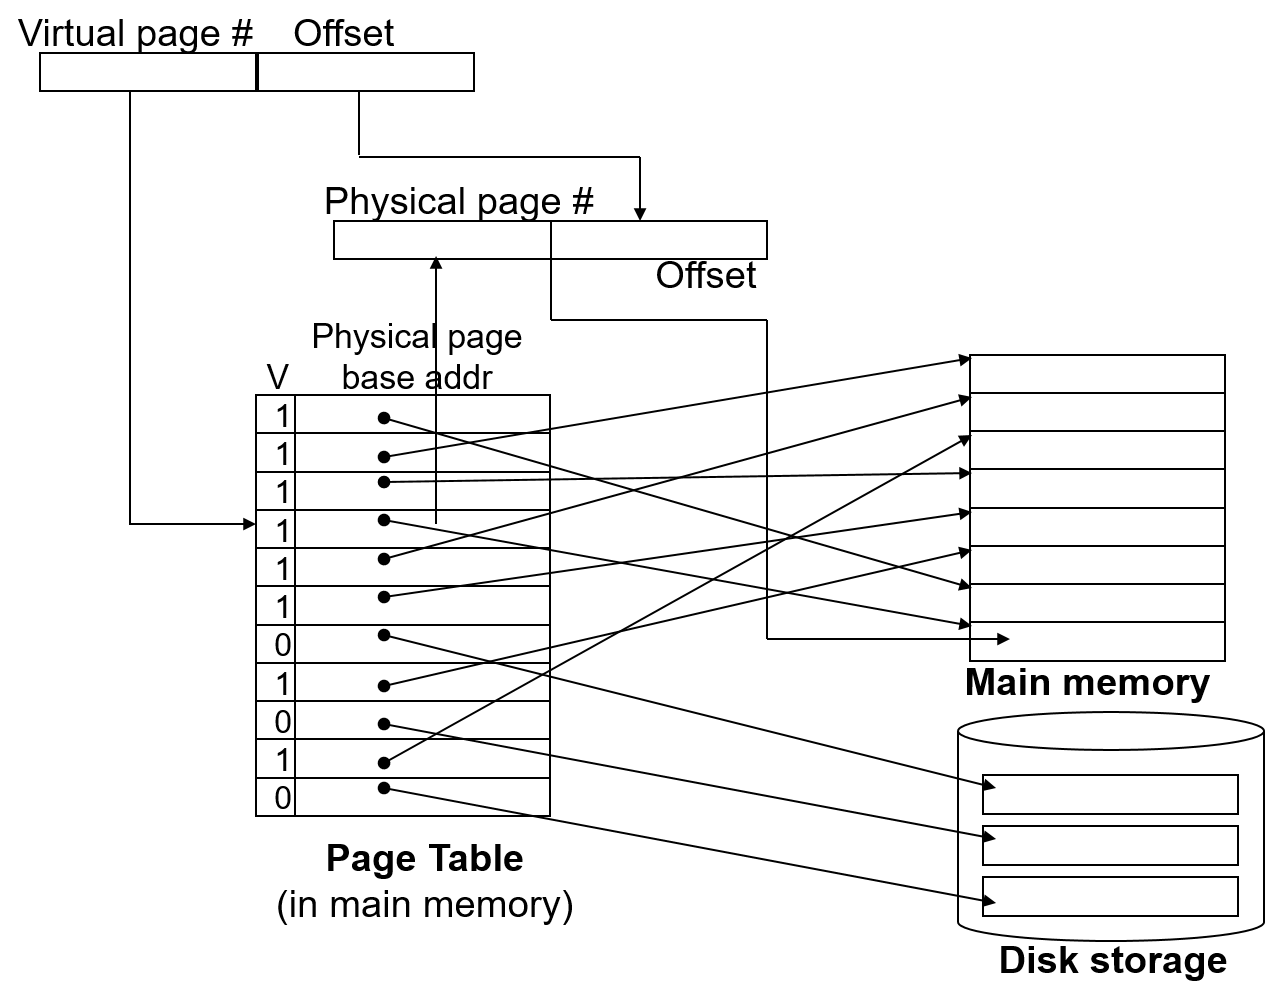 Virtual page # Offset
Physical page #
Offset
Physical page
base addr
V
1
1
1
1
1
1
0
1
0
1
0
Main memory
Page Table
(in main memory)
Disk storage